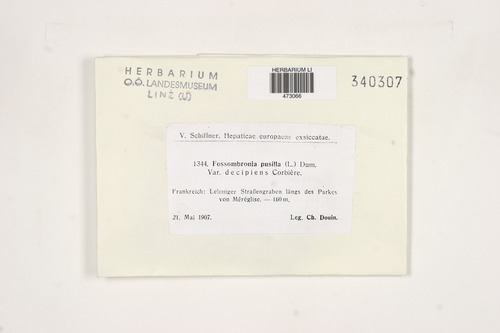 HERBARIUM
O.Ö. LANDESMUSEUM
LINZ (U)
HERBARIUM LI
473066
340307
V. Schiffner. Hepaticae europaeae exsiccatae.
1344. Fossombronia pusilla (L.) Dum.
Var. decipiens Corbière.
Frankreich: Lehmiger Straßengraben längs des Parkes
von Méréglise. — 160 m.
21. Mai 1907.
Leg. Ch. Douin.